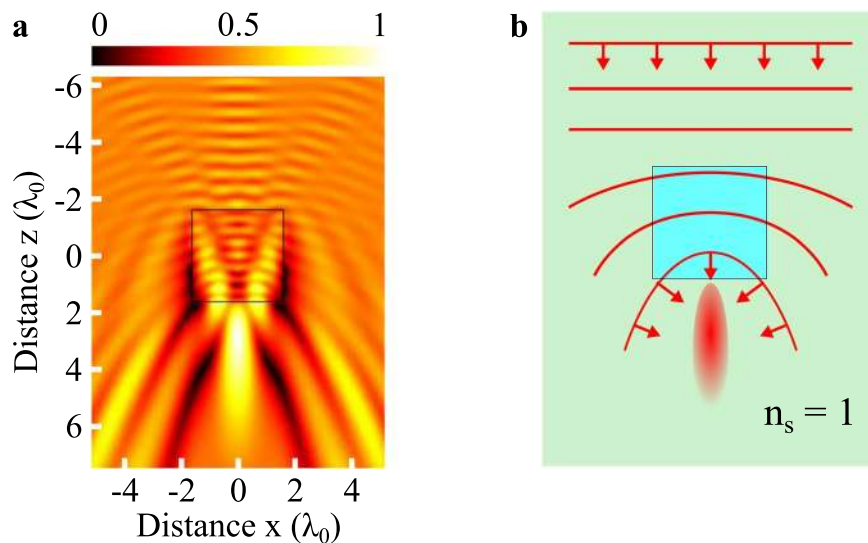 a
0 0.5 1
-6
-4
-2
0
2
4
6
Distance z (λ₀)
-4 -2 0 2 4
Distance x (λ₀)
b
nₛ = 1